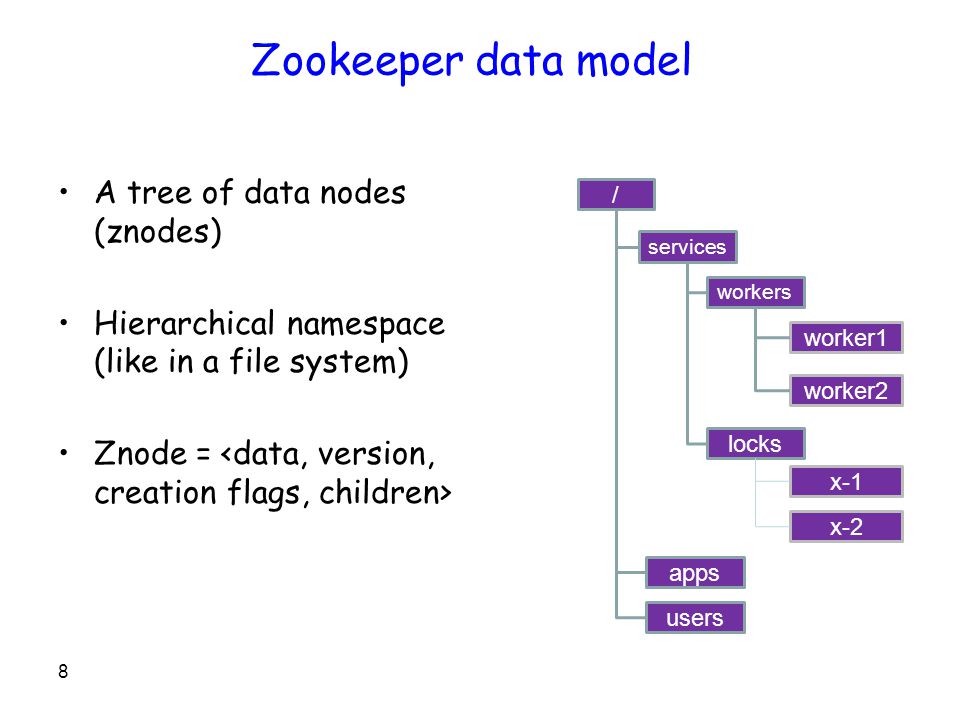 Zookeeper data model
• A tree of data nodes
(znodes)
• Hierarchical namespace
(like in a file system)
• Znode = <data, version,
creation flags, children>
/
services
workers
worker1
worker2
locks
x-1
x-2
apps
users
8